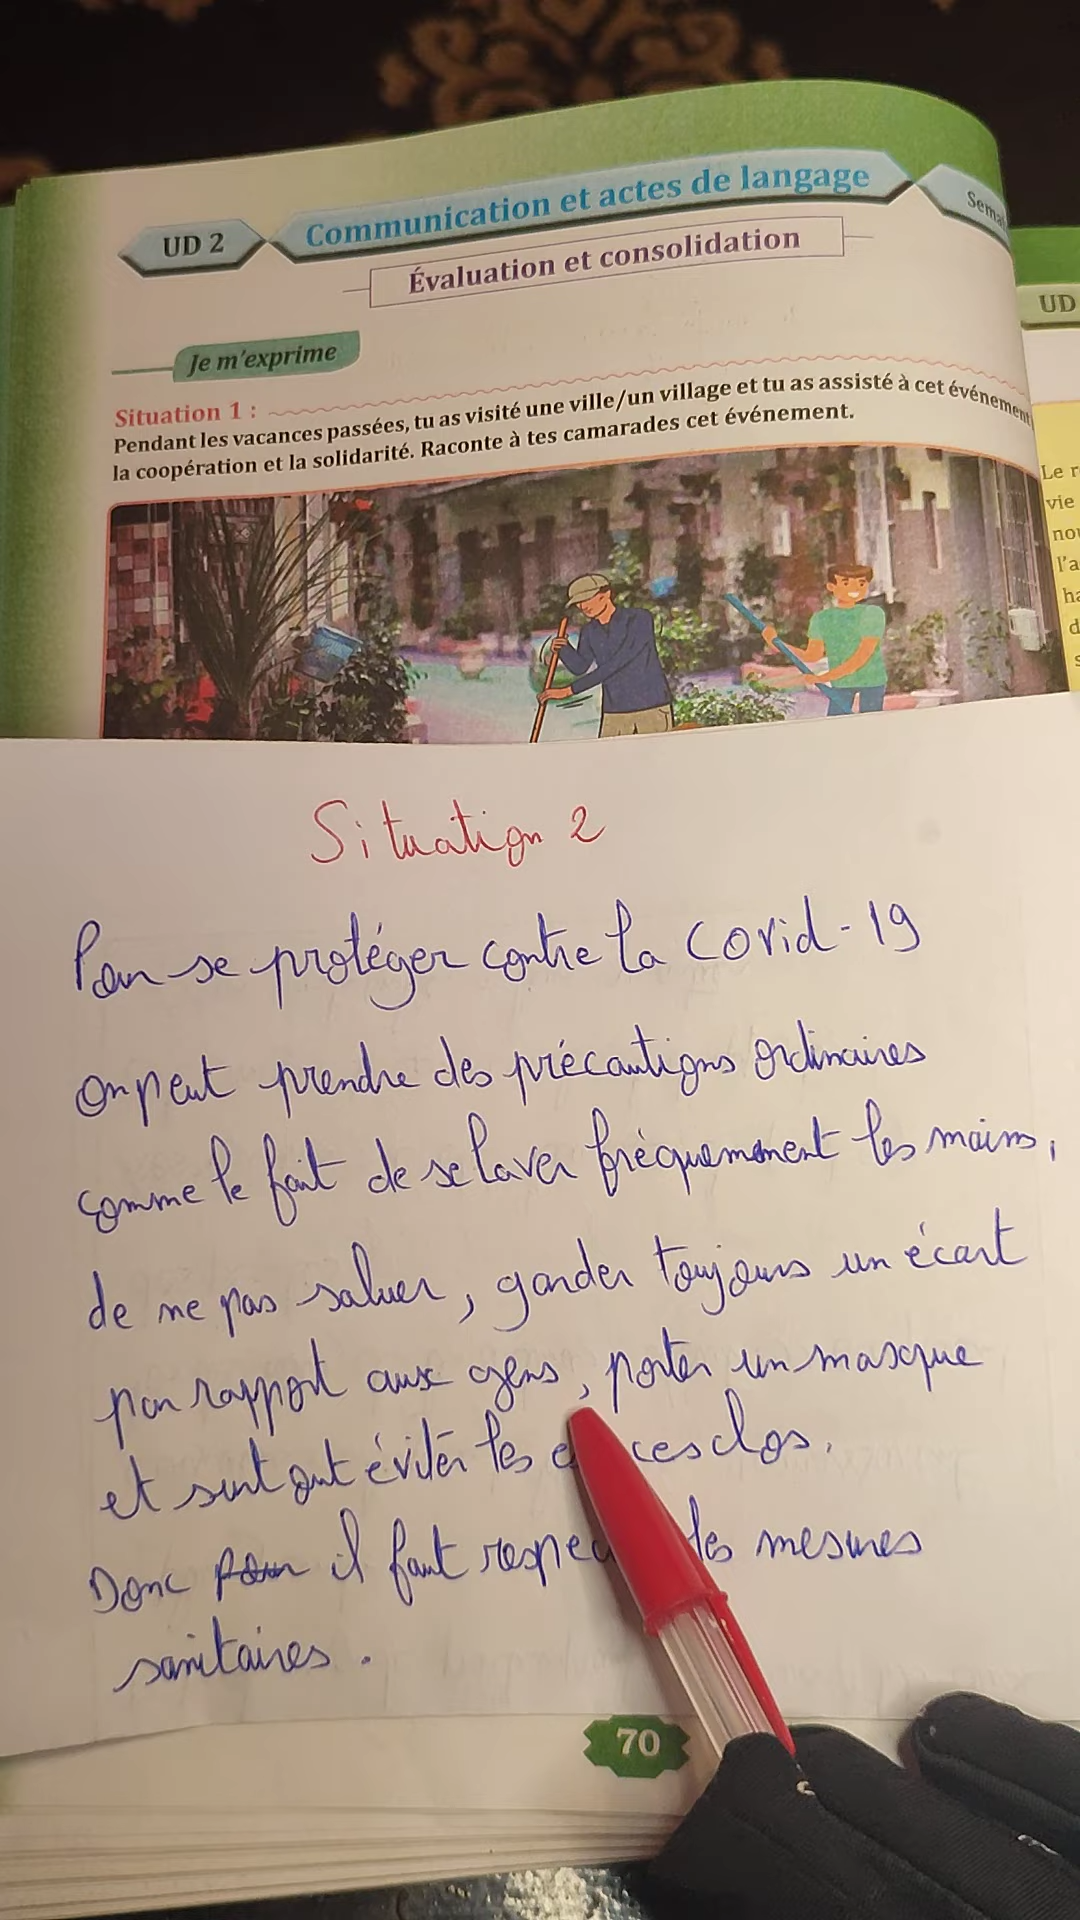 UD 2
Communication et actes de langage
Sema
Évaluation et consolidation
UD
Je m'exprime
Situation 1 :
Pendant les vacances passées, tu as visité une ville/un village et tu as assisté à cet événement
la coopération et la solidarité. Raconte à tes camarades cet événement.
Le r
vie
nou
l'a
ha
d
s
Situation 2
Pour se protéger contre la covid-19
on peut prendre des précautions ordinaires
comme le fait de se laver fréquemment les mains,
de ne pas saluer, garder toujours un écart
par rapport aux gens, porter un masque
et surtout éviter les e ces clos.
Donc pour il faut respec les mesures
sanitaires.
70